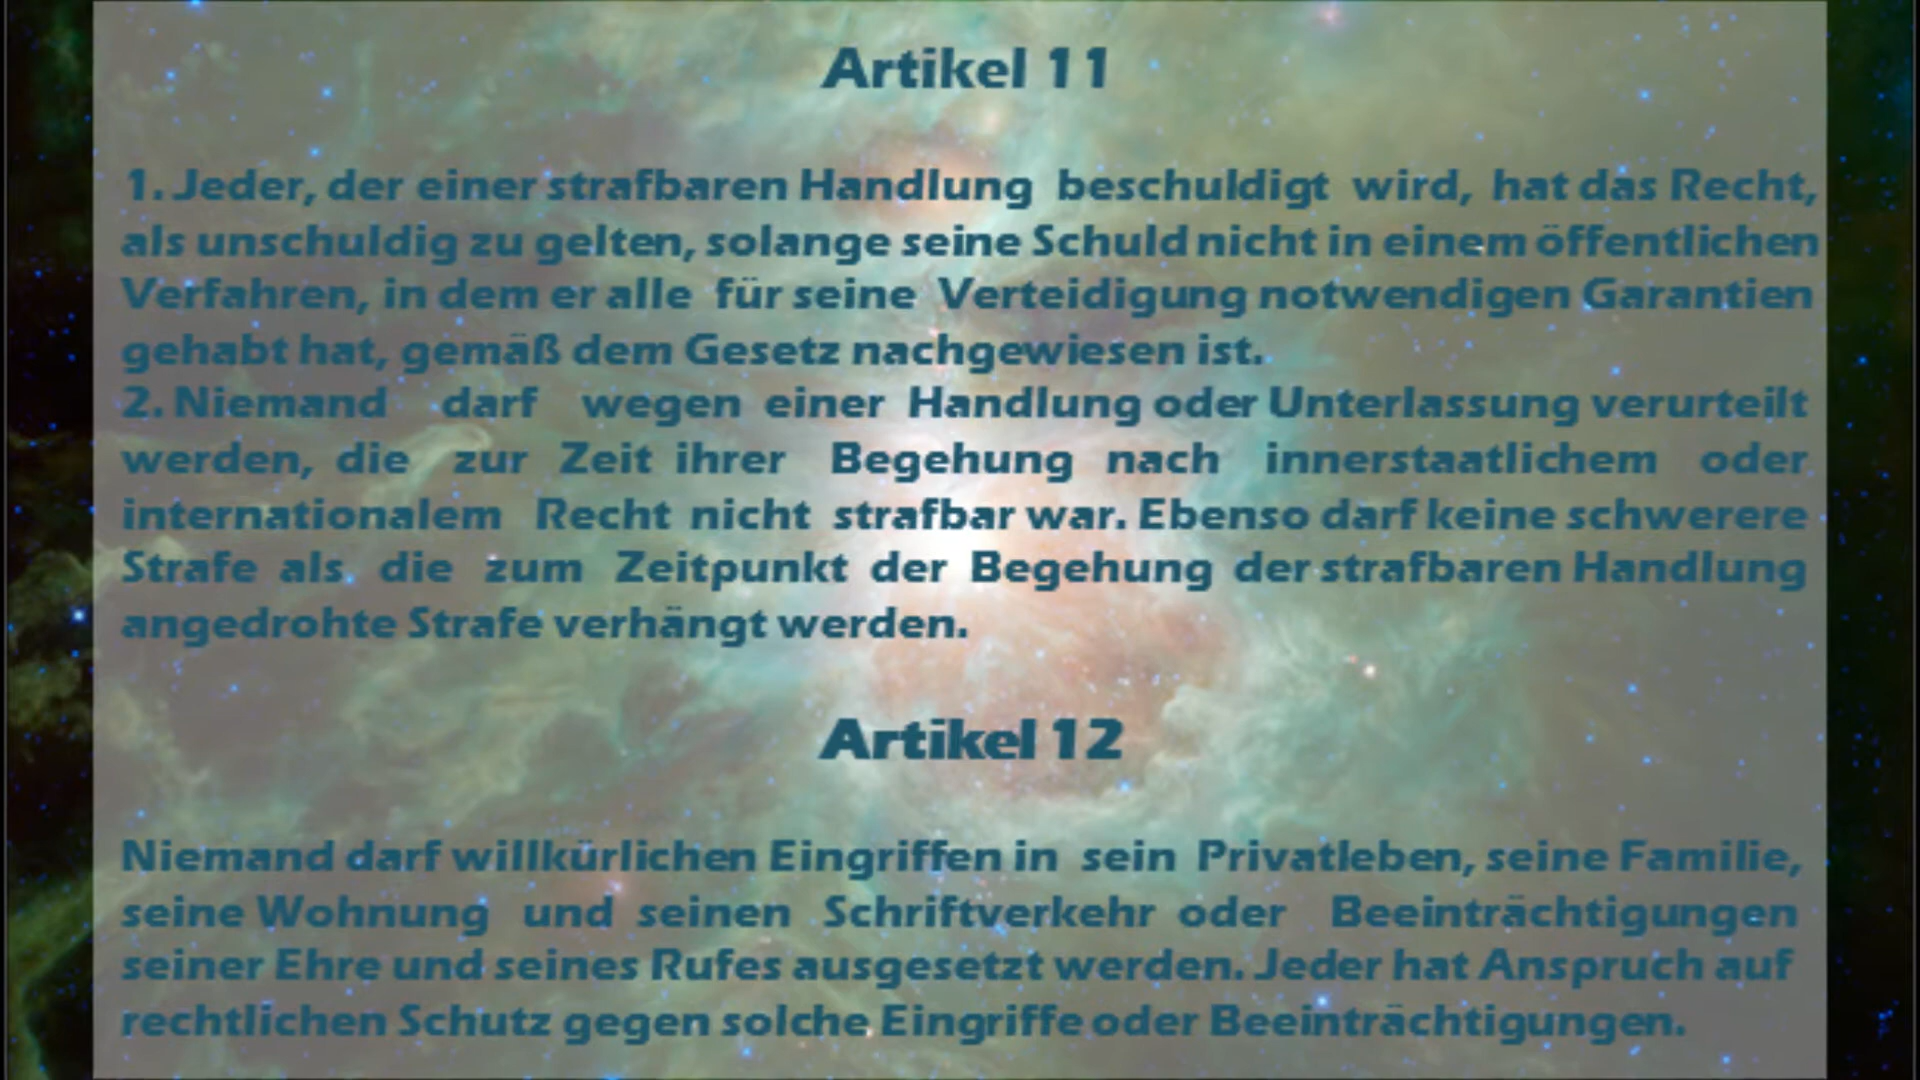 Artikel 11
1. Jeder, der einer strafbaren Handlung beschuldigt wird, hat das Recht,
als unschuldig zu gelten, solange seine Schuld nicht in einem öffentlichen
Verfahren, in dem er alle für seine Verteidigung notwendigen Garantien
gehabt hat, gemäß dem Gesetz nachgewiesen ist.
2. Niemand darf wegen einer Handlung oder Unterlassung verurteilt
werden, die zur Zeit ihrer Begehung nach innerstaatlichem oder
internationalem Recht nicht strafbar war. Ebenso darf keine schwerere
Strafe als die zum Zeitpunkt der Begehung der strafbaren Handlung
angedrohte Strafe verhängt werden.
Artikel 12
Niemand darf willkürlichen Eingriffen in sein Privatleben, seine Familie,
seine Wohnung und seinen Schriftverkehr oder Beeinträchtigungen
seiner Ehre und seines Rufes ausgesetzt werden. Jeder hat Anspruch auf
rechtlichen Schutz gegen solche Eingriffe oder Beeinträchtigungen.